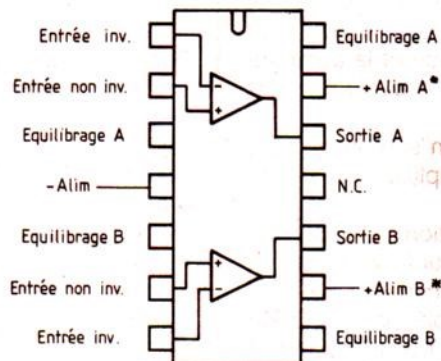 Entrée inv.
Equilibrage A
Entrée non inv.
+ Alim A*
Equilibrage A
Sortie A
- Alim
N.C.
Equilibrage B
Sortie B
Entrée non inv.
+Alim B*
Entrée inv.
Equilibrage B